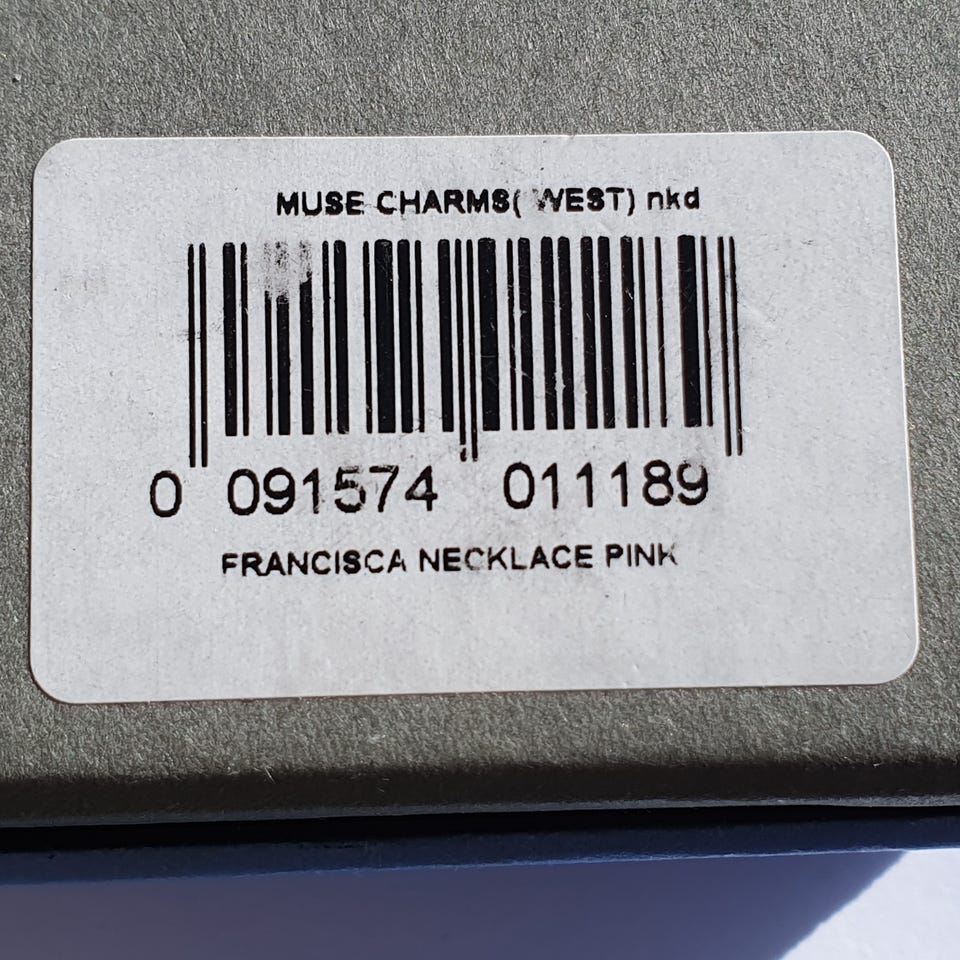 MUSE CHARMS( WEST) nkd
0 091574 011189
FRANCISCA NECKLACE PINK